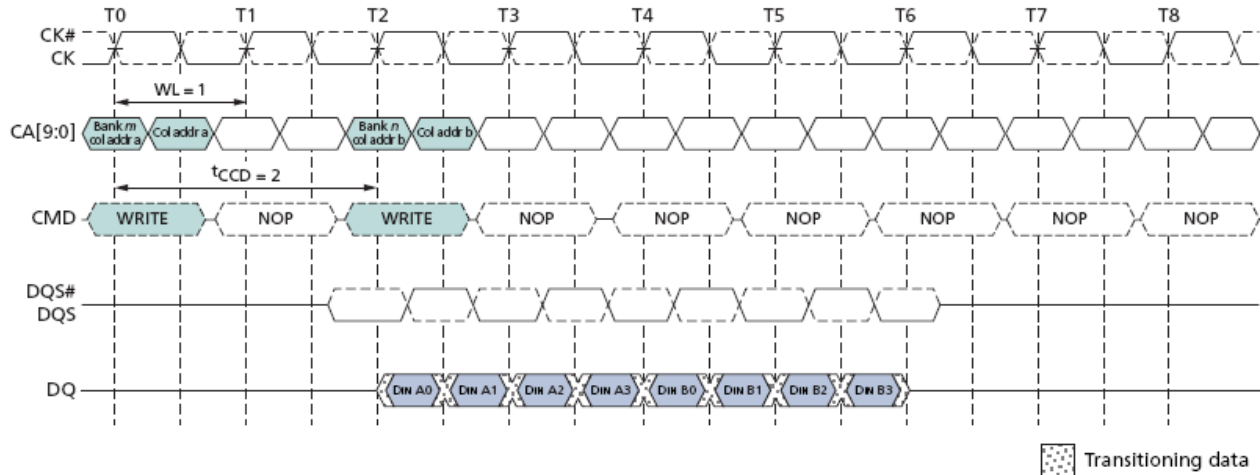 T0 T1 T2 T3 T4 T5 T6 T7 T8
CK#
CK
WL = 1
CA[9:0]
Bank m
col addr a
Col addr a
Bank n
col addr b
Col addr b
tCCD = 2
CMD WRITE NOP WRITE NOP NOP NOP NOP NOP NOP
DQS#
DQS
DQ DIN A0 DIN A1 DIN A2 DIN A3 DIN B0 DIN B1 DIN B2 DIN B3
Transitioning data